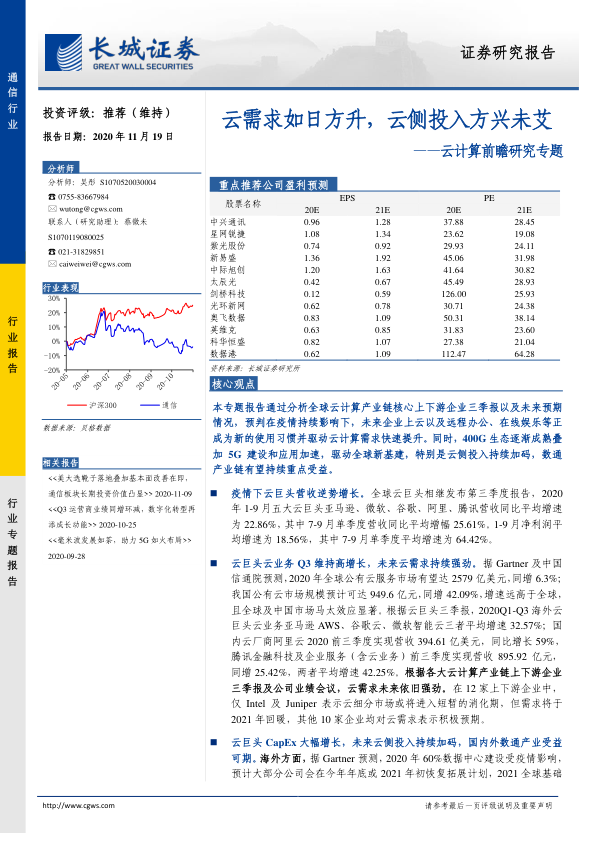 长城证券
GREAT WALL SECURITIES
证券研究报告
通信行业
行业报告
行业专题报告
投资评级：推荐（维持）
报告日期：2020 年 11 月 19 日
分析师
分析师：吴彤 S1070520030004
☎ 0755-83667984
✉ wutong@cgws.com
联系人（研究助理）：蔡微未
S1070119080025
☎ 021-31829851
✉ caiweiwei@cgws.com
行业表现
30%
20%
10%
0%
−10%
−20%
20-05
20-06
20-07
20-08
20-09
20-10
沪深300
通信
数据来源：贝格数据
相关报告
<<美大选靴子落地叠加基本面改善在即，
通信板块长期投资价值凸显>> 2020-11-09
<<Q3 运营商业绩同增环减，数字化转型再
添成长动能>> 2020-10-25
<<毫米波发展如荼，助力 5G 如火布局>>
2020-09-28
云需求如日方升，云侧投入方兴未艾
——云计算前瞻研究专题
重点推荐公司盈利预测
股票名称 EPS PE
20E 21E 20E 21E
中兴通讯 0.96 1.28 37.88 28.45
星网锐捷 1.08 1.34 23.62 19.08
紫光股份 0.74 0.92 29.93 24.11
新易盛 1.36 1.92 45.06 31.98
中际旭创 1.20 1.63 41.64 30.82
太辰光 0.42 0.67 45.49 28.93
剑桥科技 0.12 0.59 126.00 25.93
光环新网 0.62 0.78 30.71 24.38
奥飞数据 0.83 1.09 50.31 38.14
英维克 0.63 0.85 31.83 23.60
科华恒盛 0.82 1.07 27.38 21.04
数据港 0.62 1.09 112.47 64.28
资料来源：长城证券研究所
核心观点
本专题报告通过分析全球云计算产业链核心上下游企业三季报以及未来预期
情况，预判在疫情持续影响下，未来企业上云以及远程办公、在线娱乐等正
成为新的使用习惯并驱动云计算需求快速提升。同时，400G 生态逐渐成熟叠
加 5G 建设和应用加速，驱动全球新基建，特别是云侧投入持续加码，数通
产业链有望持续重点受益。
■ 疫情下云巨头营收逆势增长。全球云巨头相继发布第三季度报告，2020
年 1-9 月五大云巨头亚马逊、微软、谷歌、阿里、腾讯营收同比平均增速
为 22.86%，其中 7-9 月单季度营收同比平均增幅 25.61%。1-9 月净利润平
均增速为 18.56%，其中 7-9 月单季度平均增速为 64.42%。
■ 云巨头云业务 Q3 维持高增长，未来云需求持续强劲。据 Gartner 及中国
信通院预测，2020 年全球公有云服务市场有望达 2579 亿美元，同增 6.3%；
我国公有云市场规模预计可达 949.6 亿元，同增 42.09%，增速远高于全球，
且全球及中国市场马太效应显著。根据云巨头三季报，2020Q1-Q3 海外云
巨头云业务亚马逊 AWS、谷歌云、微软智能云三者平均增速 32.57%；国
内云厂商阿里云 2020 前三季度实现营收 394.61 亿美元，同比增长 59%，
腾讯金融科技及企业服务（含云业务）前三季度实现营收 895.92 亿元，
同增 25.42%，两者平均增速 42.25%。根据各大云计算产业链上下游企业
三季报及公司业绩会议，云需求未来依旧强劲。在 12 家上下游企业中，
仅 Intel 及 Juniper 表示云细分市场或将进入短暂的消化期，但需求将于
2021 年回暖，其他 10 家企业均对云需求表示积极预期。
■ 云巨头 CapEx 大幅增长，未来云侧投入持续加码，国内外数通产业受益
可期。海外方面，据 Gartner 预测，2020 年 60%数据中心建设受疫情影响，
预计大部分公司会在今年年底或 2021 年初恢复拓展计划，2021 全球基础
http://www.cgws.com
请参考最后一页评级说明及重要声明